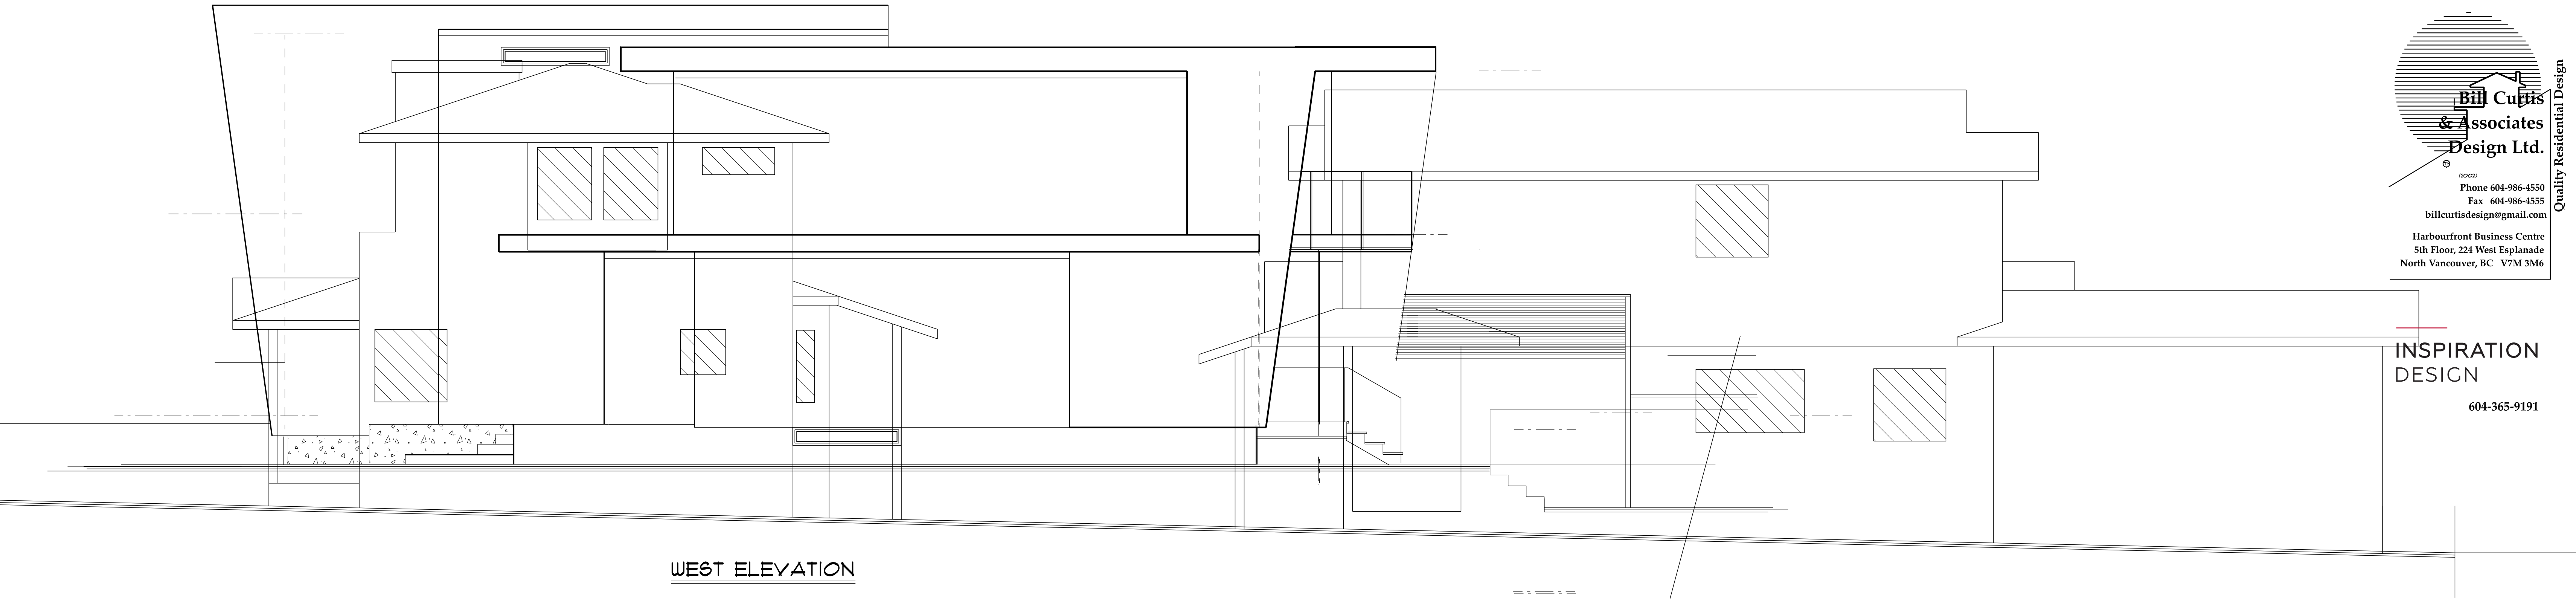 Bill Curtis
& Associates
Design Ltd.
TM
(2002)
Phone 604-986-4550
Fax 604-986-4555
billcurtisdesign@gmail.com
Harbourfront Business Centre
5th Floor, 224 West Esplanade
North Vancouver, BC V7M 3M6
Quality Residential Design
INSPIRATION
DESIGN
604-365-9191
WEST ELEVATION